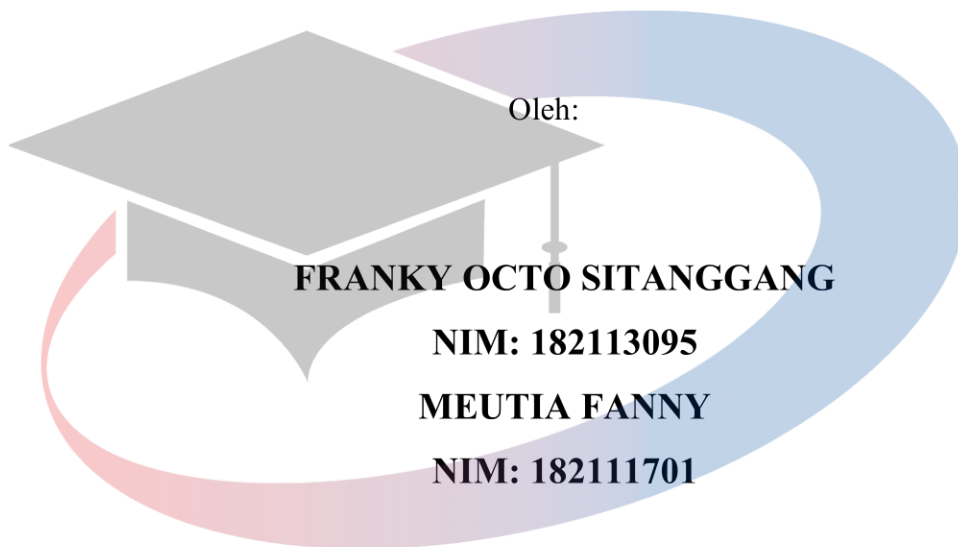 Oleh:
FRANKY OCTO SITANGGANG
NIM: 182113095
MEUTIA FANNY
NIM: 182111701